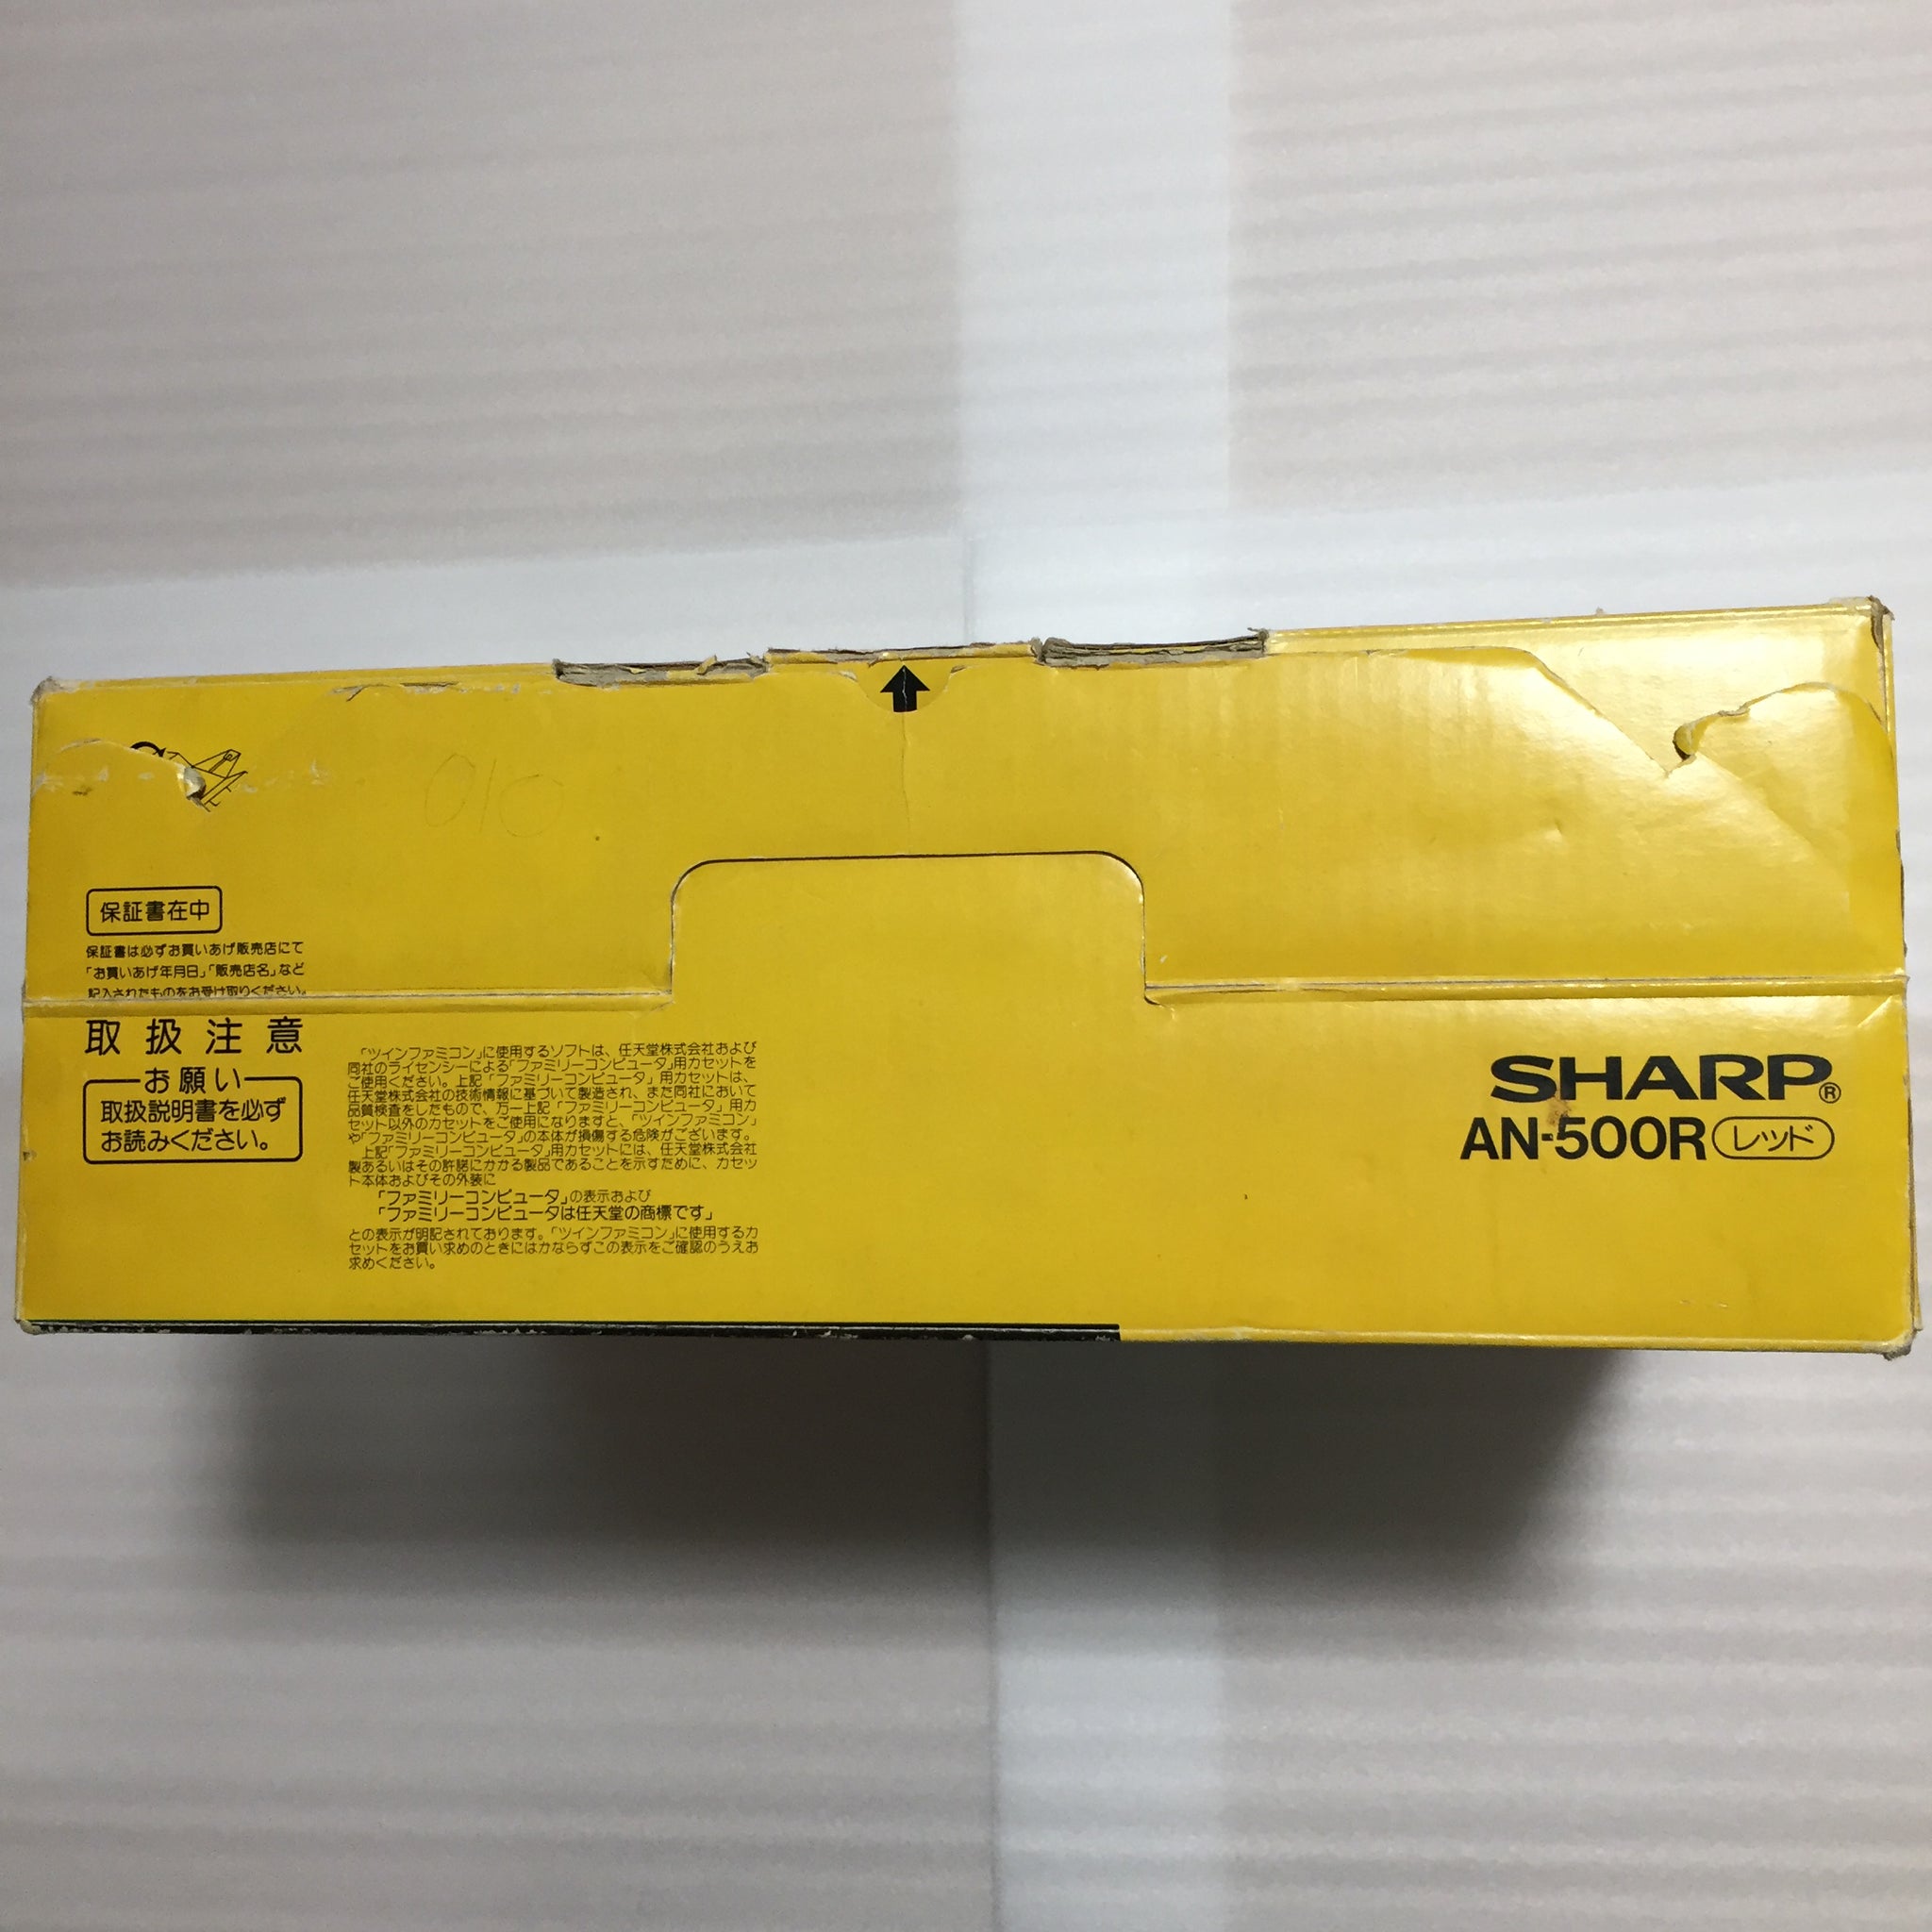 010
保証書在中
保証書は必ずお買いあげ販売店にて
「お買いあげ年月日」「販売店名」など
記入されたものをお受け取りください。
取扱注意
お願い
取扱説明書を必ず
お読みください。
「ツインファミコン」に使用するソフトは、任天堂株式会社および
同社のライセンシーによる「ファミリーコンピュータ」用カセットを
ご使用ください。上記「ファミリーコンピュータ」用カセットは、
任天堂株式会社の技術情報に基づいて製造され、また同社において
品質検査をしたもので、万一上記「ファミリーコンピュータ」用カ
セット以外のカセットをご使用になりますと、「ツインファミコン」
や「ファミリーコンピュータ」の本体が損傷する危険がございます。
上記「ファミリーコンピュータ」用カセットには、任天堂株式会社
製あるいはその許諾にかかる製品であることを示すために、カセッ
ト本体およびその外装に
「ファミリーコンピュータ」の表示および
「ファミリーコンピュータは任天堂の商標です」
との表示が明記されております。「ツインファミコン」に使用するカ
セットをお買い求めのときにはかならずこの表示をご確認のうえお
求めください。
SHARP®
AN-500R レッド